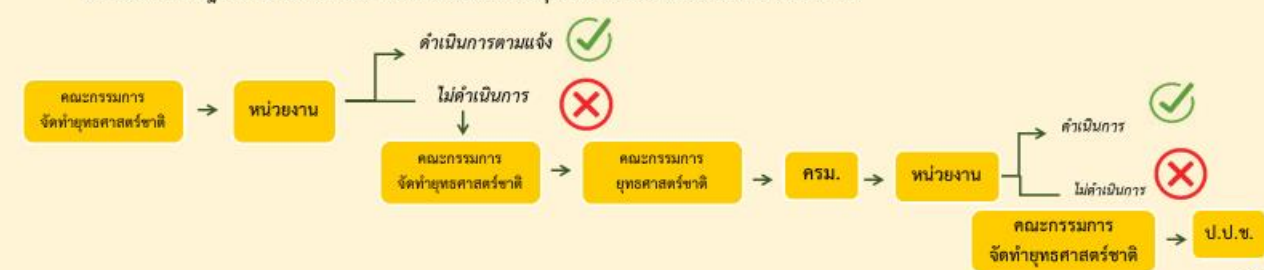 ดำเนินการตามแจ้ง
คณะกรรมการ
จัดทำยุทธศาสตร์ชาติ
หน่วยงาน
ไม่ดำเนินการ
คณะกรรมการ
จัดทำยุทธศาสตร์ชาติ
คณะกรรมการ
ยุทธศาสตร์ชาติ
ครม.
หน่วยงาน
ดำเนินการ
ไม่ดำเนินการ
คณะกรรมการ
จัดทำยุทธศาสตร์ชาติ
ป.ป.ช.